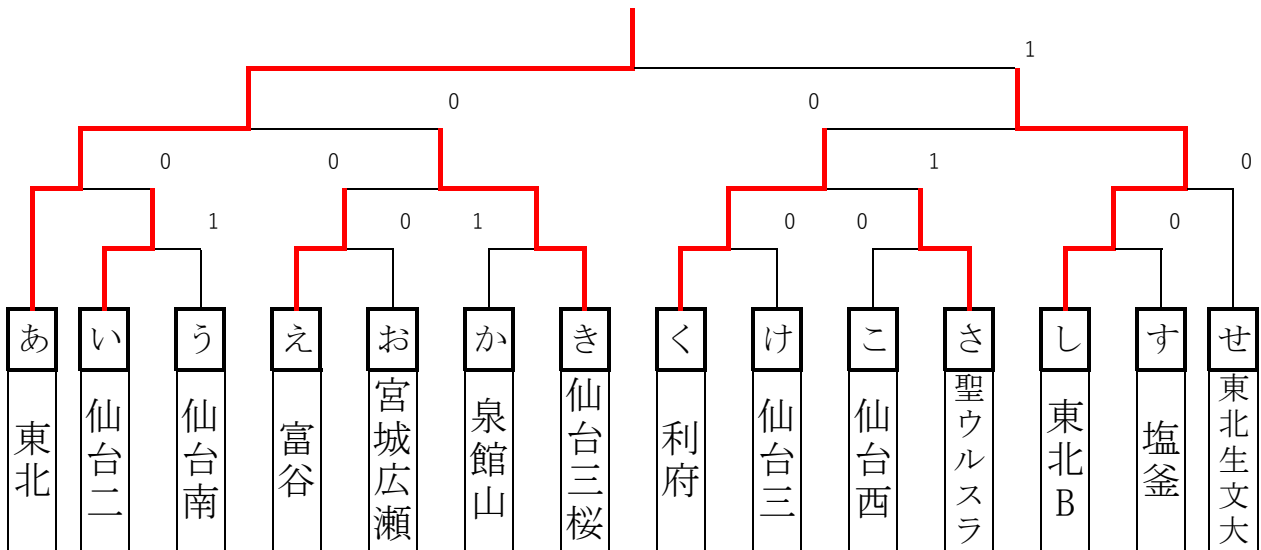 1
0
0
0
0
1
0
1
0
1
0
0
0
あ
い
う
え
お
か
き
く
け
こ
さ
し
す
せ
東北
仙台二
仙台南
富谷
宮城広瀬
泉館山
仙台三桜
利府
仙台三
仙台西
聖ウルスラ
東北B
塩釜
東北生文大